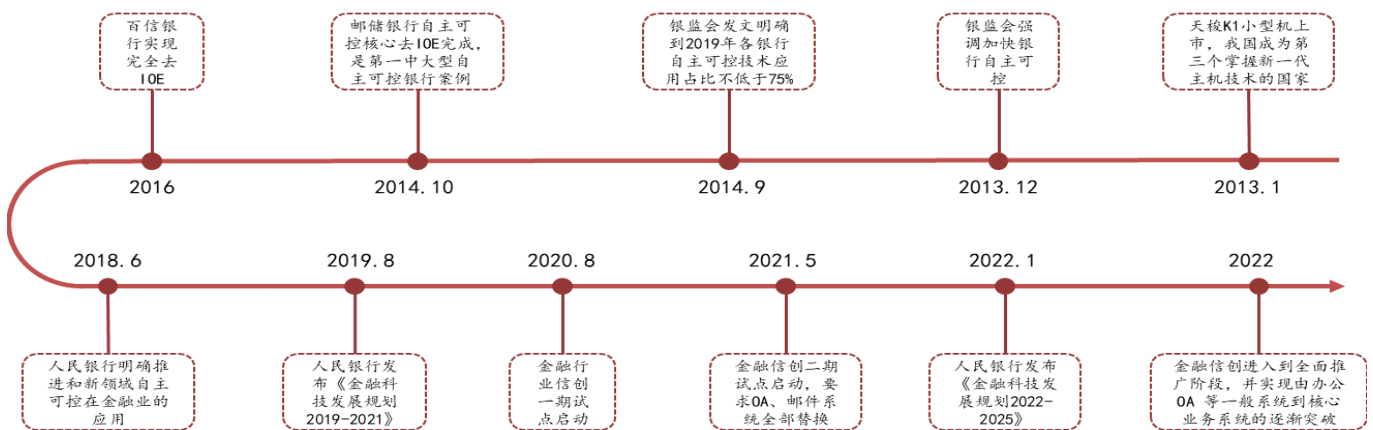 百信银
行实现
完全去
IOE
邮储银行自主可
控核心去IOE完成，
是第一中大型自
主可控银行案例
银监会发文明确
到2019年各银行
自主可控技术应
用占比不低于75%
银监会强
调加快银
行自主可
控
天梭K1小型机上
市，我国成为第
三个掌握新一代
主机技术的国家
2016
2014.10
2014.9
2013.12
2013.1
2018.6
2019.8
2020.8
2021.5
2022.1
2022
人民银行明确推
进和新领域自主
可控在金融业的
应用
人民银行发
布《金融科
技发展规划
2019-2021》
金融行
业信创
一期试
点启动
金融信创二期
试点启动，要
求OA、邮件系
统全部替换
人民银行发布
《金融科技发
展规划2022-
2025》
金融信创进入到全面推
广阶段，并实现由办公
OA 等一般系统到核心
业务系统的逐渐突破